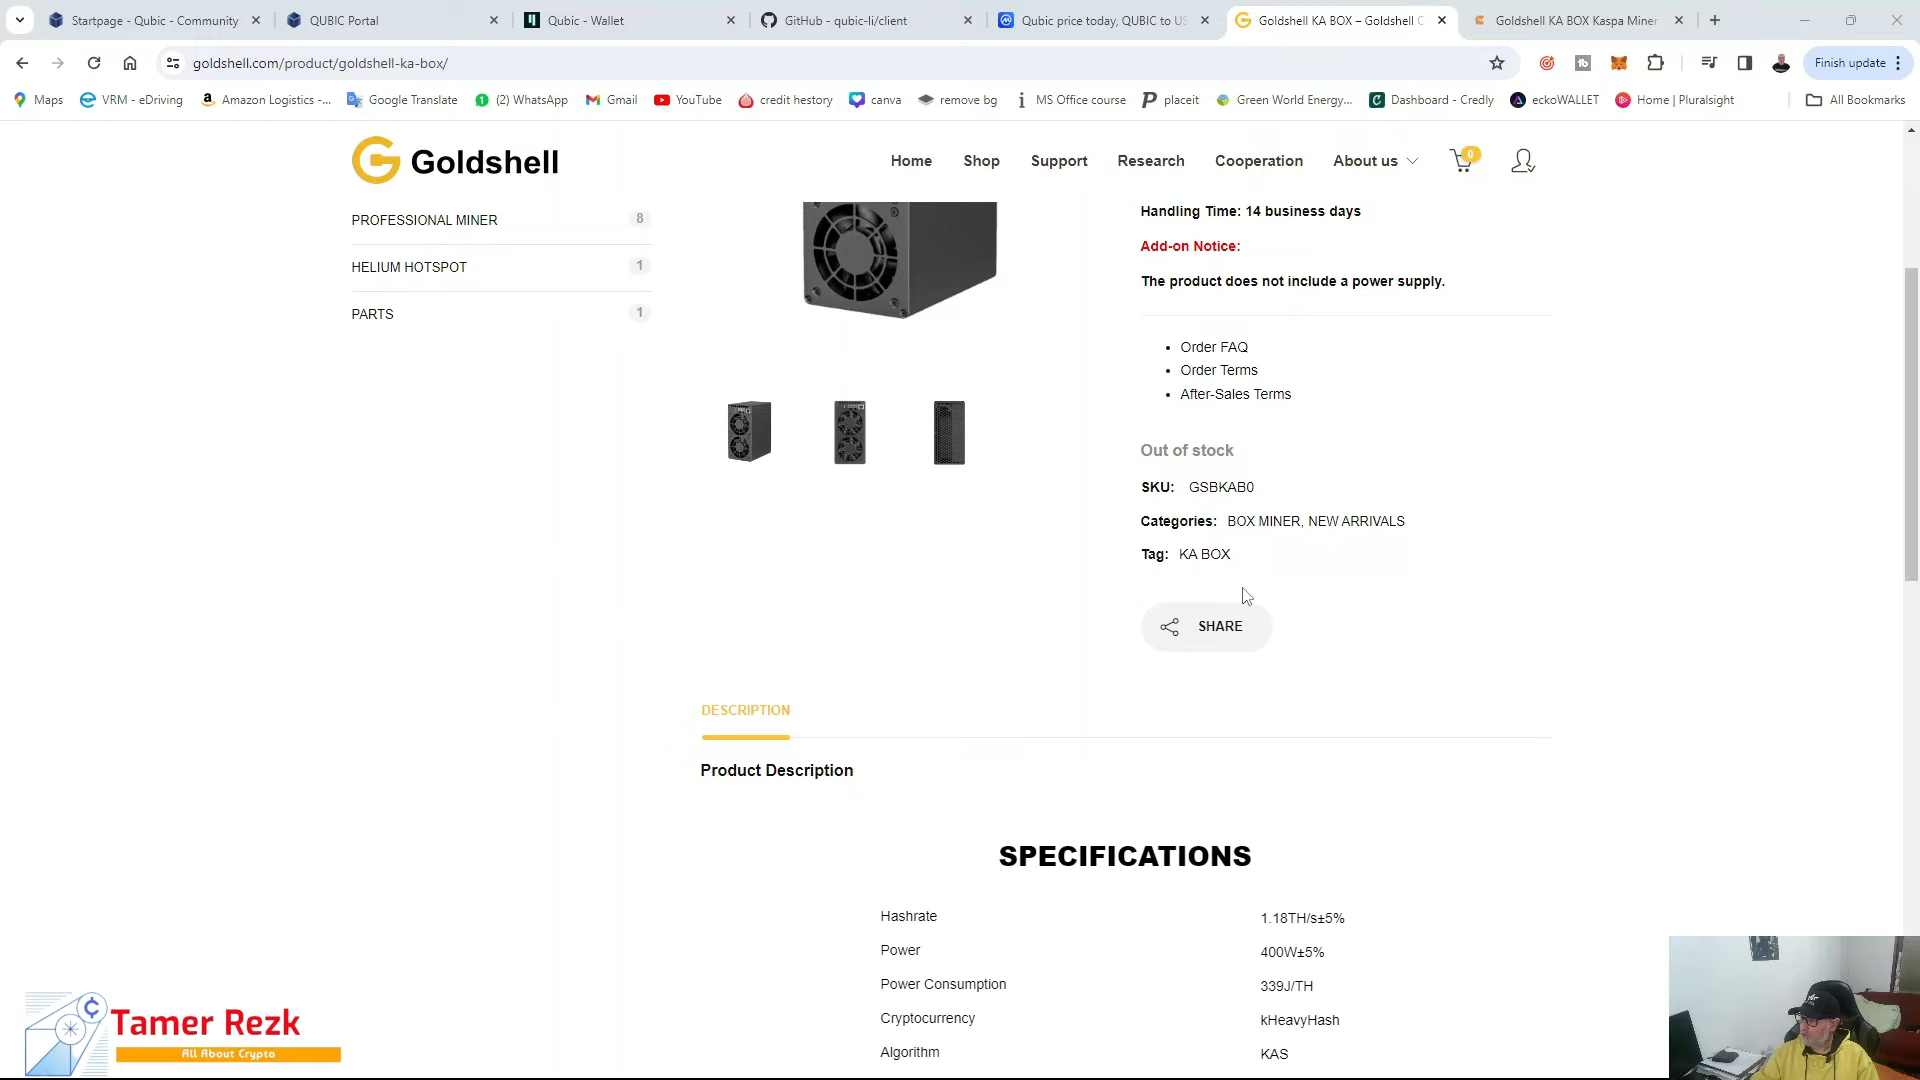 Startpage - Qubic - Community
QUBIC Portal
Qubic - Wallet
GitHub - qubic-li/client
Qubic price today, QUBIC to US
Goldshell KA BOX – Goldshell C
Goldshell KA BOX Kaspa Miner
goldshell.com/product/goldshell-ka-box/
Finish update
Maps
VRM - eDriving
Amazon Logistics -...
Google Translate
(2) WhatsApp
Gmail
YouTube
credit hestory
canva
remove bg
MS Office course
placeit
Green World Energy...
Dashboard - Credly
eckoWALLET
Home | Pluralsight
All Bookmarks
Goldshell
Home
Shop
Support
Research
Cooperation
About us
0
PROFESSIONAL MINER 8
HELIUM HOTSPOT 1
PARTS 1
Handling Time: 14 business days
Add-on Notice:
The product does not include a power supply.
• Order FAQ
• Order Terms
• After-Sales Terms
Out of stock
SKU: GSBKAB0
Categories: BOX MINER, NEW ARRIVALS
Tag: KA BOX
SHARE
DESCRIPTION
Product Description
SPECIFICATIONS
Hashrate 1.18TH/s±5%
Power 400W±5%
Power Consumption 339J/TH
Cryptocurrency kHeavyHash
Algorithm KAS
Tamer Rezk
All About Crypto